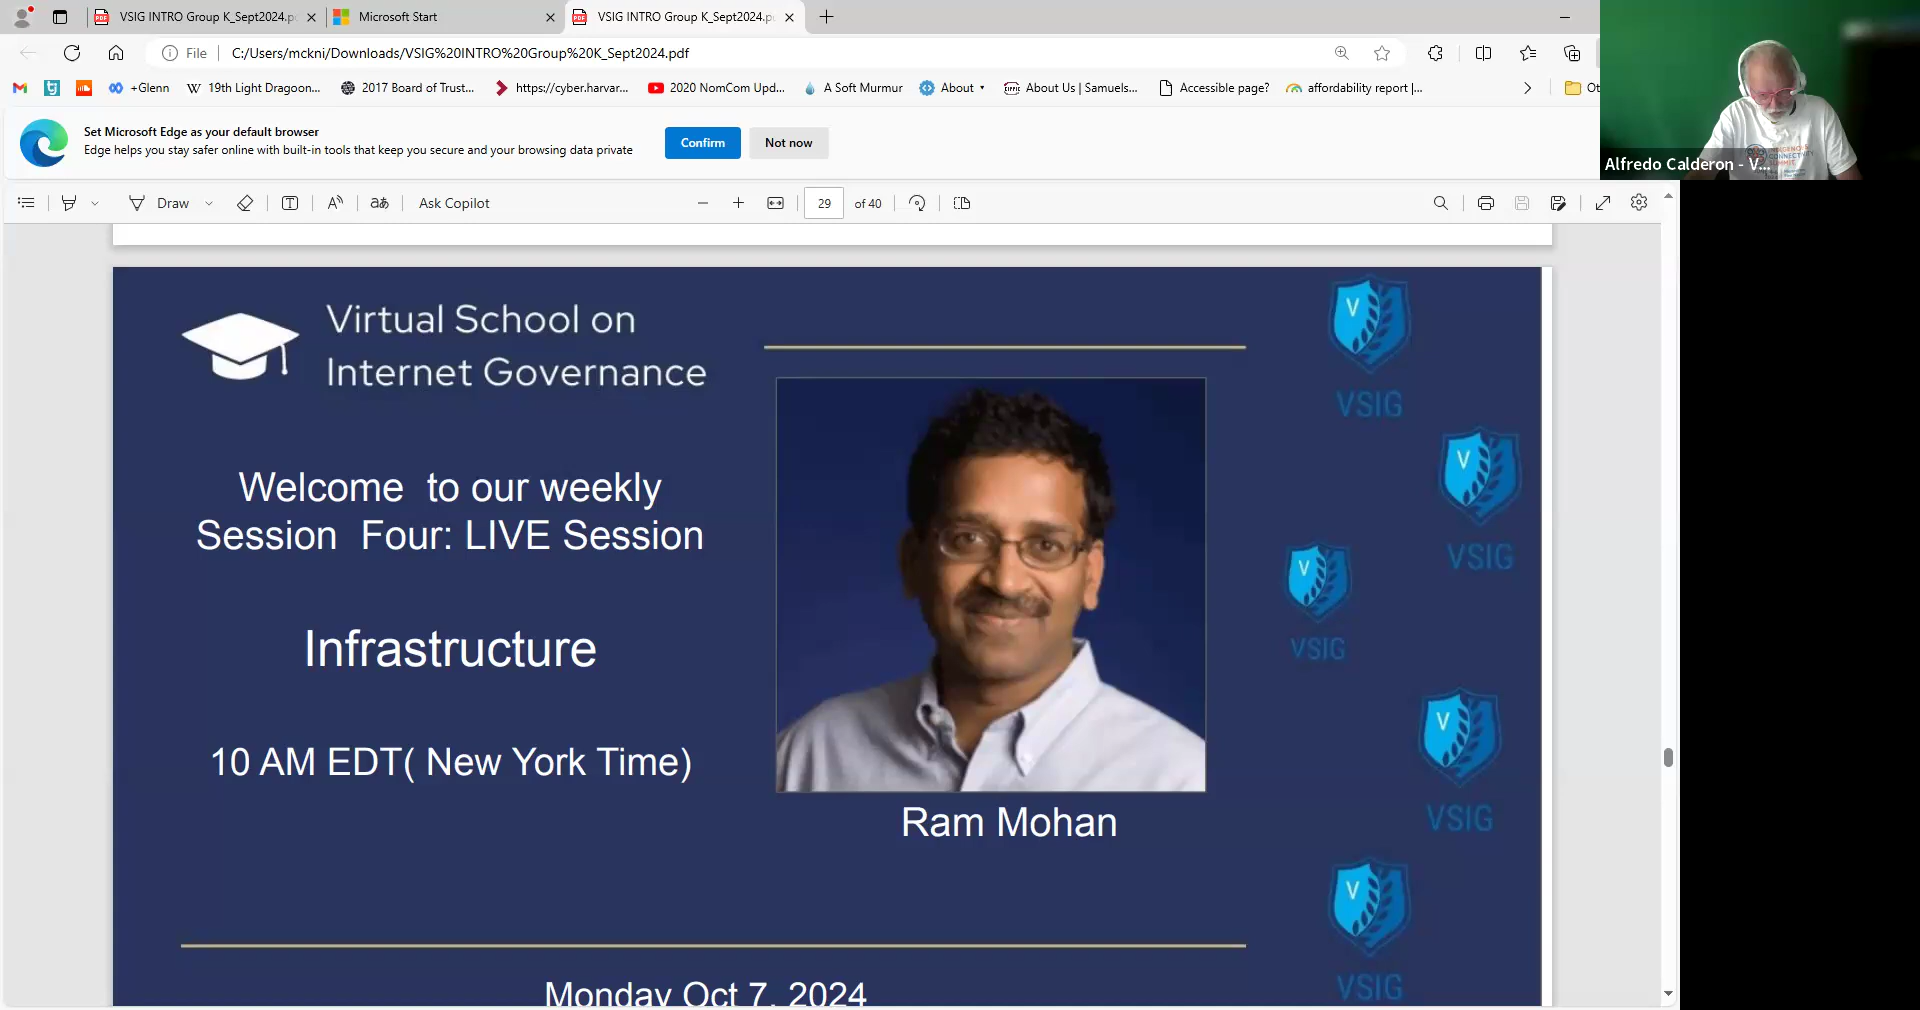 VSIG INTRO Group K_Sept2024.p
Microsoft Start
VSIG INTRO Group K_Sept2024.p
File
C:/Users/mckni/Downloads/VSIG%20INTRO%20Group%20K_Sept2024.pdf
+Glenn
19th Light Dragoon...
2017 Board of Trust...
https://cyber.harvar...
2020 NomCom Upd...
A Soft Murmur
About
About Us | Samuels...
Accessible page?
affordability report |...
Ot
Set Microsoft Edge as your default browser
Edge helps you stay safer online with built-in tools that keep you secure and your browsing data private
Confirm
Not now
Alfredo Calderon - V...
INDIGENOUS
CONNECTIVITY
SUMMIT
Draw
Ask Copilot
29
of 40
Virtual School on
Internet Governance
Welcome to our weekly
Session Four: LIVE Session
Infrastructure
10 AM EDT( New York Time)
Ram Mohan
Monday Oct 7, 2024
V
VSIG
V
VSIG
V
VSIG
V
VSIG
V
VSIG